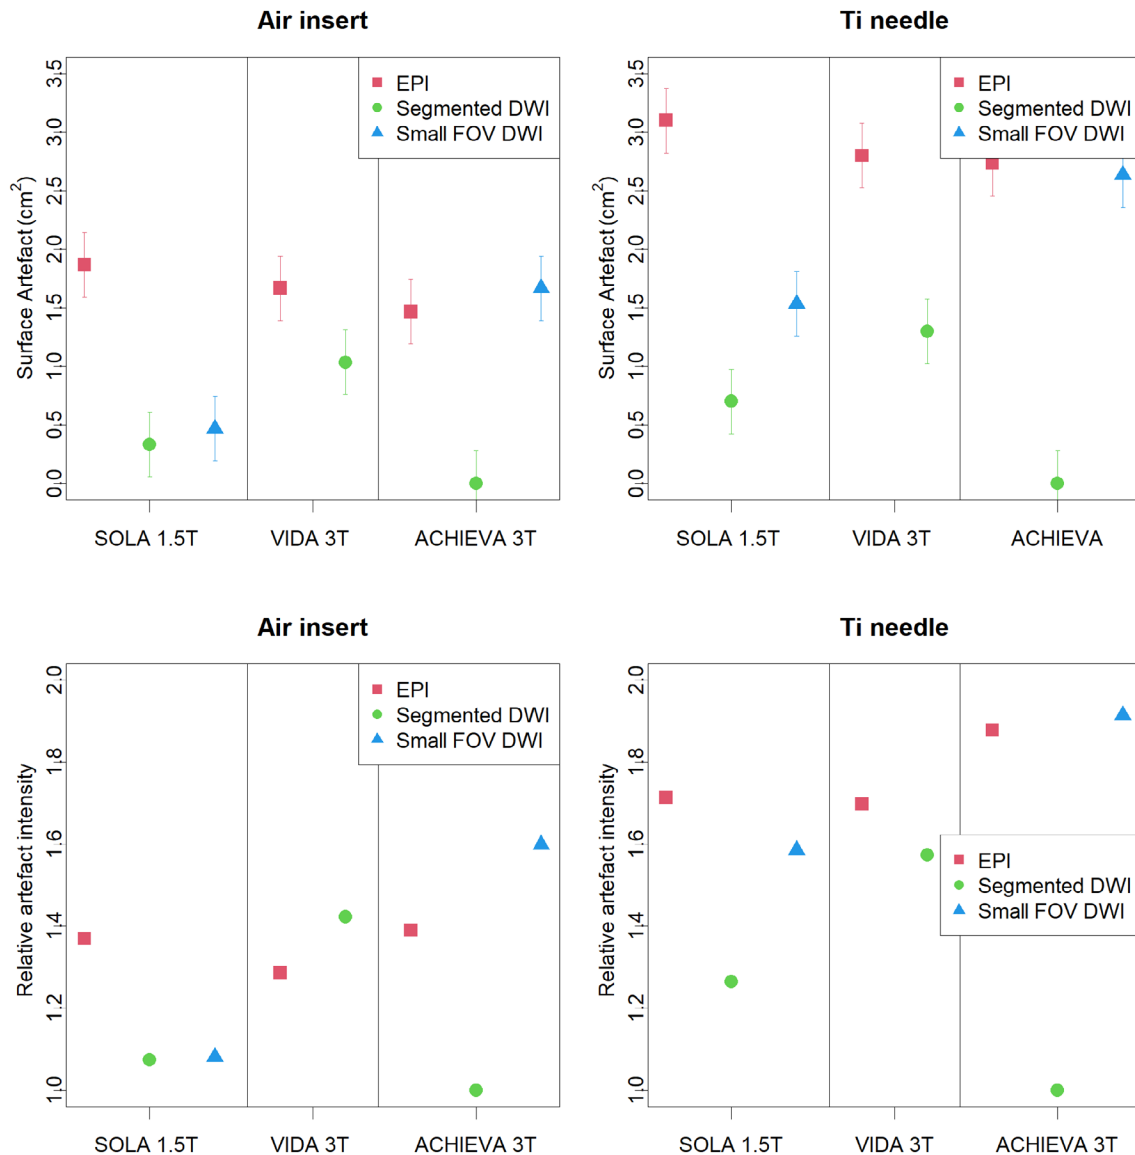 Air insert
Surface Artefact (cm²)
0.0 0.5 1.0 1.5 2.0 2.5 3.0 3.5
EPI
Segmented DWI
Small FOV DWI
SOLA 1.5T VIDA 3T ACHIEVA 3T
Ti needle
Surface Artefact (cm²)
0.0 0.5 1.0 1.5 2.0 2.5 3.0 3.5
EPI
Segmented DWI
Small FOV DWI
SOLA 1.5T VIDA 3T ACHIEVA
Air insert
Relative artefact intensity
1.0 1.2 1.4 1.6 1.8 2.0
EPI
Segmented DWI
Small FOV DWI
SOLA 1.5T VIDA 3T ACHIEVA 3T
Ti needle
Relative artefact intensity
1.0 1.2 1.4 1.6 1.8 2.0
EPI
Segmented DWI
Small FOV DWI
SOLA 1.5T VIDA 3T ACHIEVA 3T